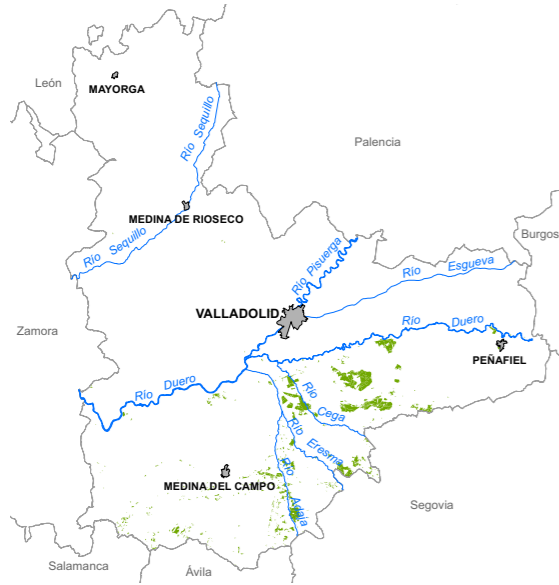 León
MAYORGA
Río Sequillo
Palencia
MEDINA DE RIOSECO
Río Sequillo
Burgos
Río Pisuerga
Río Esgueva
VALLADOLID
Zamora
Río Duero
PEÑAFIEL
Río Duero
Río Cega
Río Eresma
MEDINA DEL CAMPO
Río Adaja
Segovia
Salamanca
Ávila